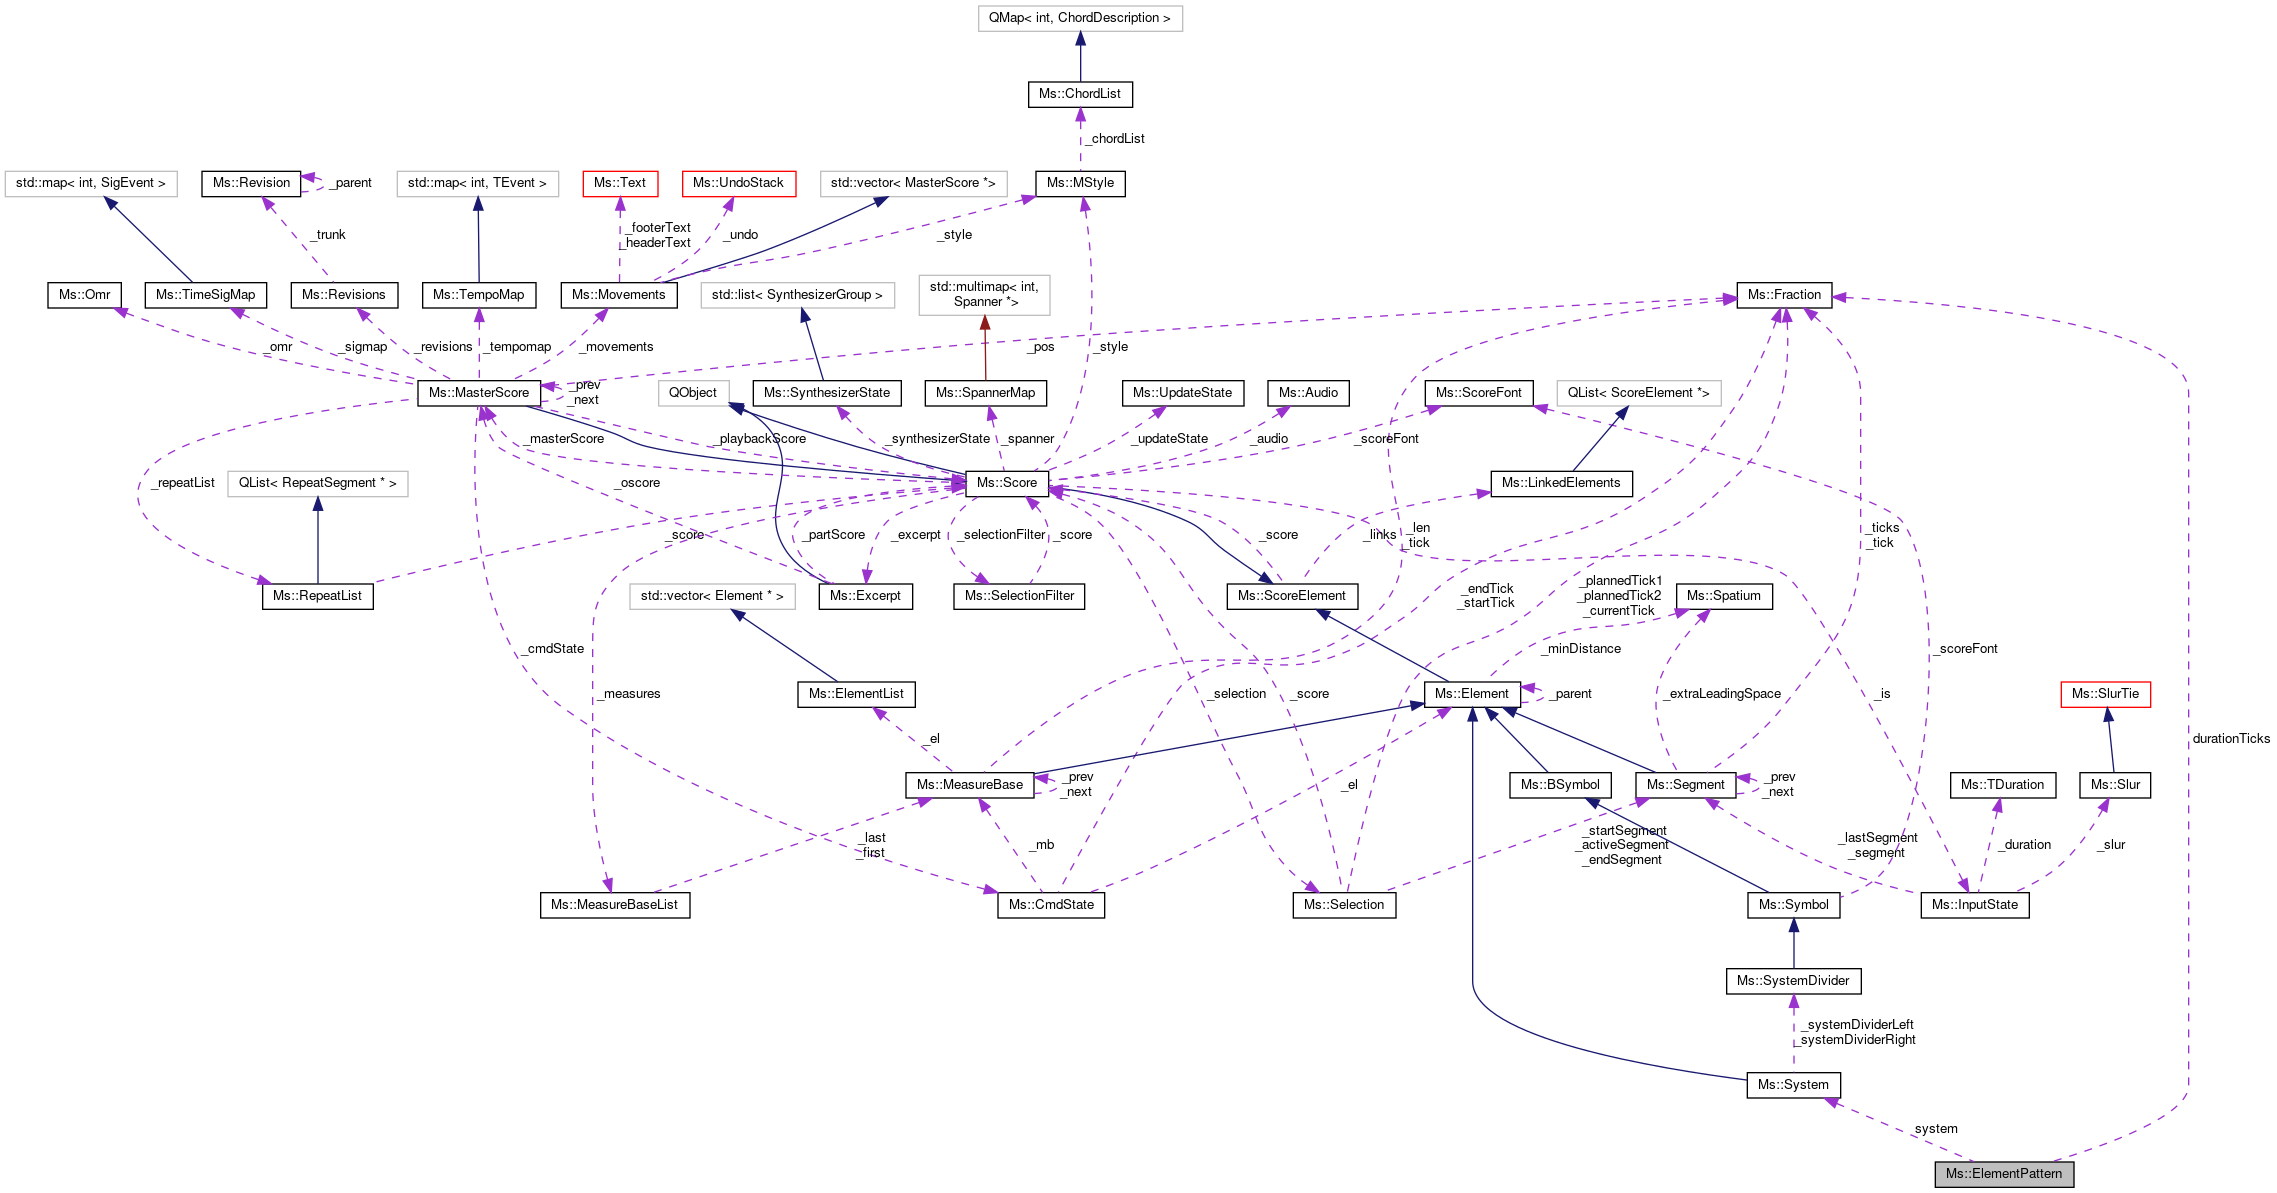 QMap< int, ChordDescription >
Ms::ChordList
_chordList
std::map< int, SigEvent >
Ms::Revision
_parent
std::map< int, TEvent >
Ms::Text
Ms::UndoStack
std::vector< MasterScore *>
Ms::MStyle
_trunk
_footerText
_headerText
_undo
_style
Ms::Omr
Ms::TimeSigMap
Ms::Revisions
Ms::TempoMap
Ms::Movements
std::list< SynthesizerGroup >
std::multimap< int,
Spanner *>
Ms::Fraction
_omr
_sigmap
_revisions
_tempomap
_movements
_pos
_style
Ms::MasterScore
_prev
_next
QObject
Ms::SynthesizerState
Ms::SpannerMap
Ms::UpdateState
Ms::Audio
Ms::ScoreFont
QList< ScoreElement *>
_masterScore
_playbackScore
_synthesizerState
_spanner
_updateState
_audio
_scoreFont
_repeatList
QList< RepeatSegment * >
_oscore
Ms::Score
Ms::LinkedElements
_score
_partScore
_excerpt
_selectionFilter
_score
_score
_links
_len
_tick
_ticks
_tick
Ms::RepeatList
std::vector< Element * >
Ms::Excerpt
Ms::SelectionFilter
Ms::ScoreElement
_endTick
_startTick
_plannedTick1
_plannedTick2
_currentTick
Ms::Spatium
_cmdState
_minDistance
_scoreFont
_measures
Ms::ElementList
_selection
_score
Ms::Element
_parent
_extraLeadingSpace
_is
Ms::SlurTie
_el
durationTicks
Ms::MeasureBase
_prev
_next
_el
Ms::BSymbol
Ms::Segment
_prev
_next
Ms::TDuration
Ms::Slur
_last
_first
_mb
_startSegment
_activeSegment
_endSegment
_lastSegment
_segment
_duration
_slur
Ms::MeasureBaseList
Ms::CmdState
Ms::Selection
Ms::Symbol
Ms::InputState
Ms::SystemDivider
_systemDividerLeft
_systemDividerRight
Ms::System
system
Ms::ElementPattern